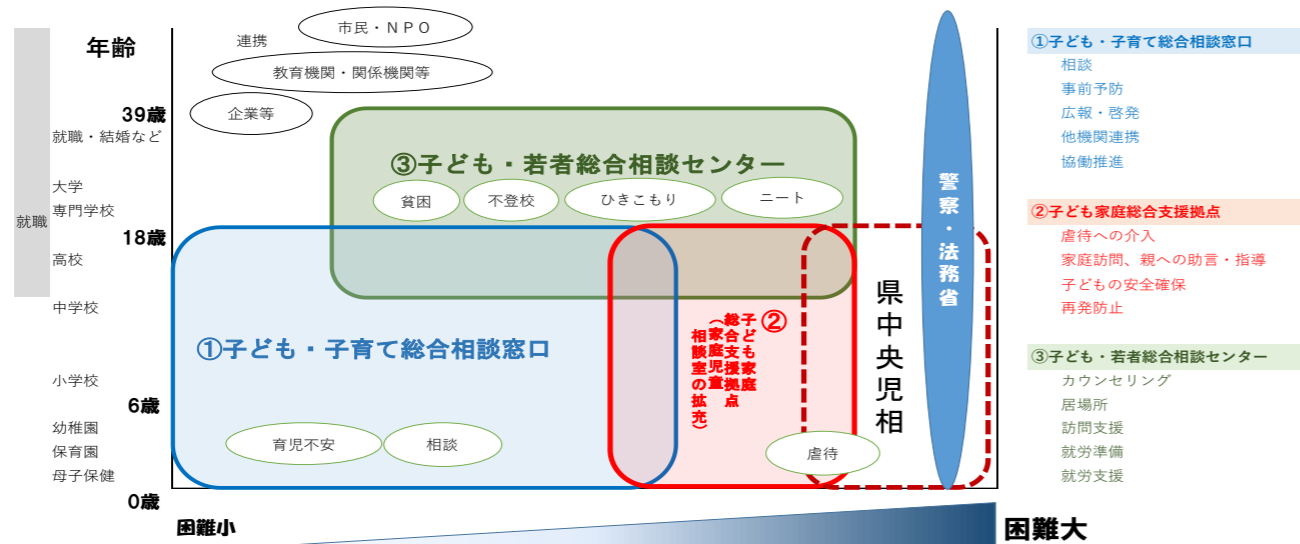 市民・NPO
連携
年齢
教育機関・関係機関等
企業等
39歳
就職・結婚など
③子ども・若者総合相談センター
大学
専門学校
就職
貧困
不登校
ひきこもり
ニート
18歳
高校
中学校
①子ども・子育て総合相談窓口
②
子ども家庭
総合支援拠点
（家庭児童
相談室の拡充）
県中央児相
警察・法務省
小学校
6歳
幼稚園
保育園
母子保健
育児不安
相談
虐待
0歳
困難小
困難大
①子ども・子育て総合相談窓口
相談
事前予防
広報・啓発
他機関連携
協働推進
②子ども家庭総合支援拠点
虐待への介入
家庭訪問、親への助言・指導
子どもの安全確保
再発防止
③子ども・若者総合相談センター
カウンセリング
居場所
訪問支援
就労準備
就労支援